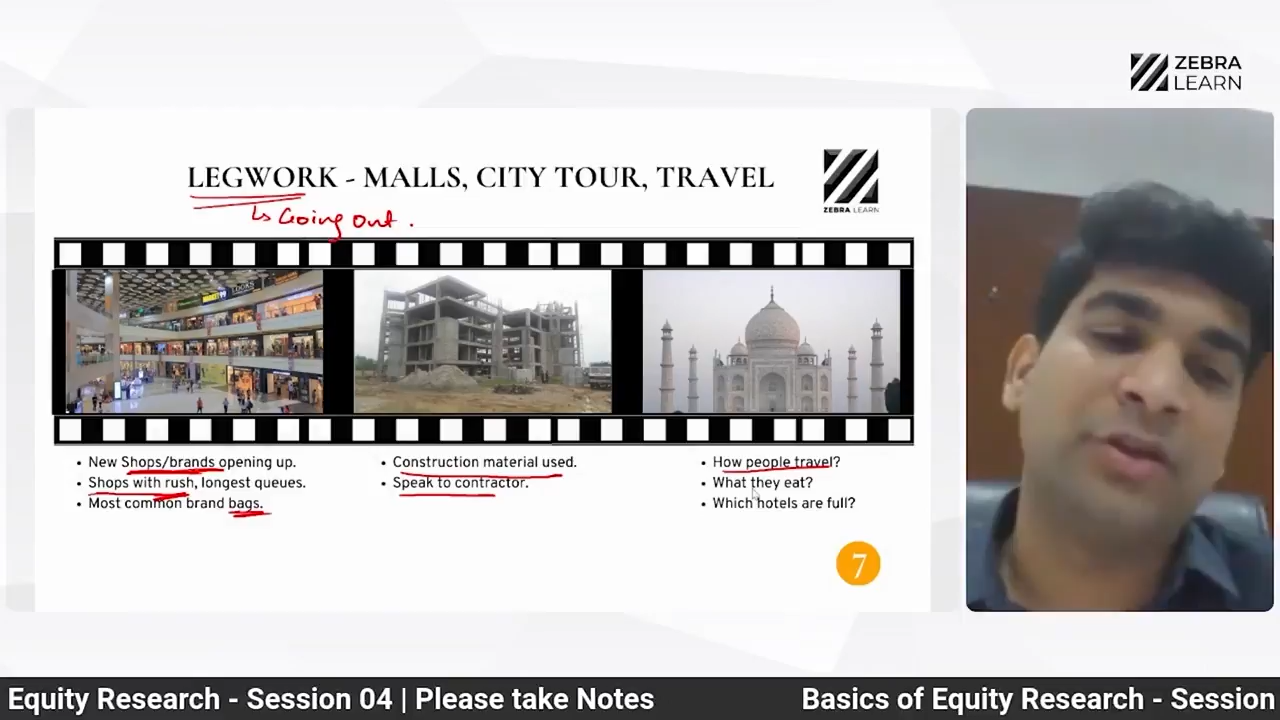 ZEBRA
LEARN
LEGWORK - MALLS, CITY TOUR, TRAVEL
ZEBRA LEARN
↳ Going out.
• New Shops/brands opening up.
• Shops with rush, longest queues.
• Most common brand bags.
• Construction material used.
• Speak to contractor.
• How people travel?
• What they eat?
• Which hotels are full?
7
Equity Research - Session 04 | Please take Notes
Basics of Equity Research - Session